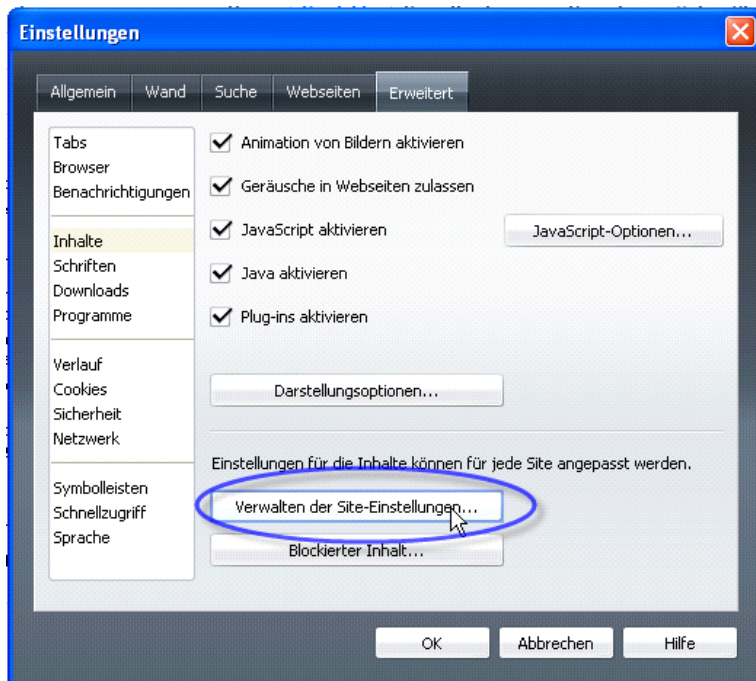 Einstellungen
Allgemein Wand Suche Webseiten Erweitert
Tabs
Browser
Benachrichtigungen
Inhalte
Schriften
Downloads
Programme
Verlauf
Cookies
Sicherheit
Netzwerk
Symbolleisten
Schnellzugriff
Sprache
Animation von Bildern aktivieren
Geräusche in Webseiten zulassen
JavaScript aktivieren JavaScript-Optionen...
Java aktivieren
Plug-ins aktivieren
Darstellungsoptionen...
Einstellungen für die Inhalte können für jede Site angepasst werden.
Verwalten der Site-Einstellungen...
Blockierter Inhalt...
OK Abbrechen Hilfe